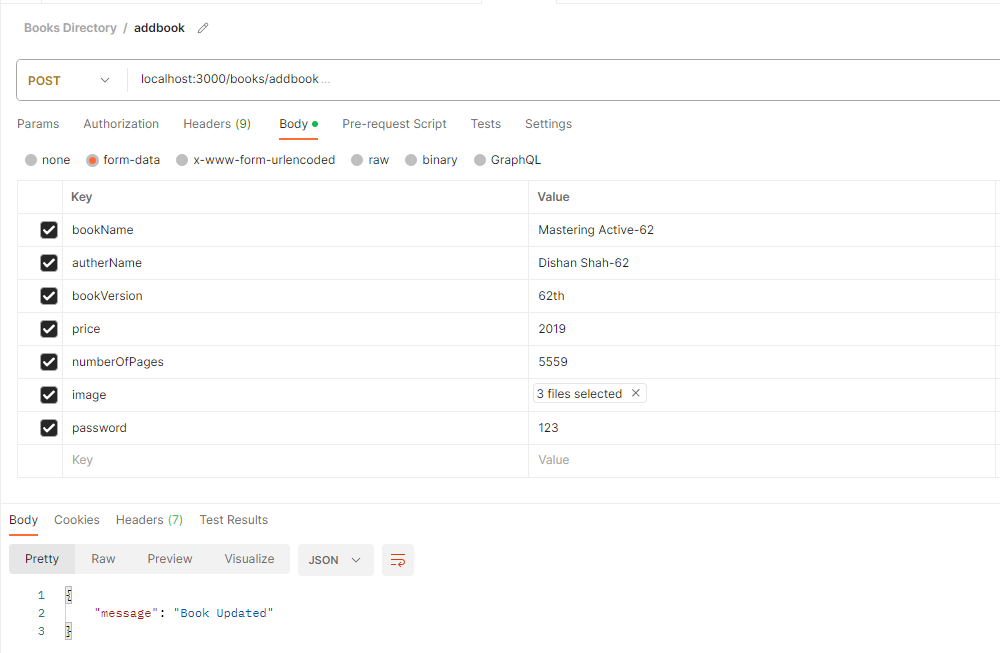 Books Directory / addbook
POST localhost:3000/books/addbook ...
Params Authorization Headers (9) Body Pre-request Script Tests Settings
none form-data x-www-form-urlencoded raw binary GraphQL
Key Value
bookName Mastering Active-62
autherName Dishan Shah-62
bookVersion 62th
price 2019
numberOfPages 5559
image 3 files selected
password 123
Key Value
Body Cookies Headers (7) Test Results
Pretty Raw Preview Visualize JSON
1 {
2 "message": "Book Updated"
3 }